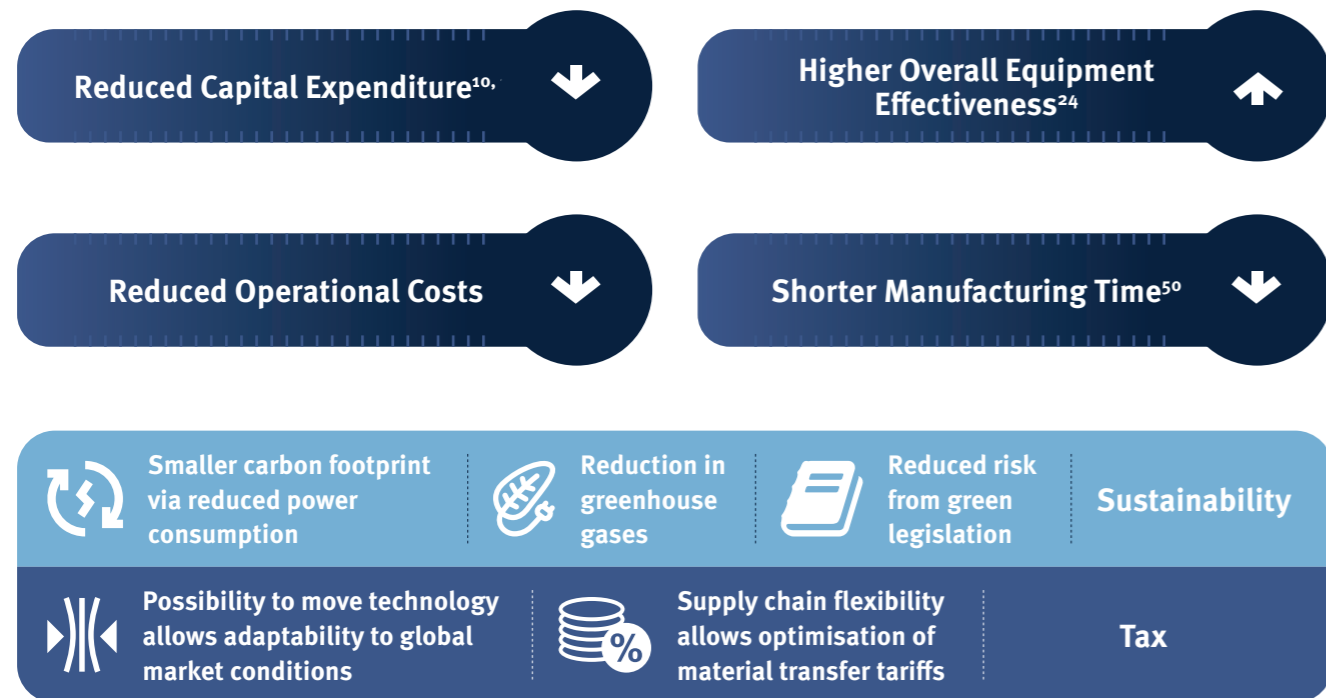 Reduced Capital Expenditure¹⁰,
Higher Overall Equipment
Effectiveness²⁴
Reduced Operational Costs
Shorter Manufacturing Time⁵⁰
Smaller carbon footprint
via reduced power
consumption
Reduction in
greenhouse
gases
Reduced risk
from green
legislation
Sustainability
Possibility to move technology
allows adaptability to global
market conditions
%
Supply chain flexibility
allows optimisation of
material transfer tariffs
Tax